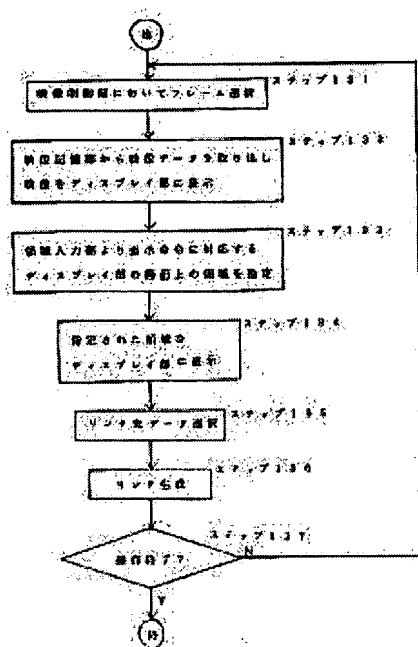 始
ステップ131
映像制御部においてフレーム選択
ステップ132
映像記憶部から映像データを取り出し
映像をディスプレイ部に表示
ステップ133
領域入力部より
に対応する
ディスプレイ部の
上の領域を指定
ステップ134
指定された領域を
ディスプレイ部に表示
ステップ135
リンク先データ選択
ステップ136
リンク生成
ステップ137
操作終了?
N
Y
終